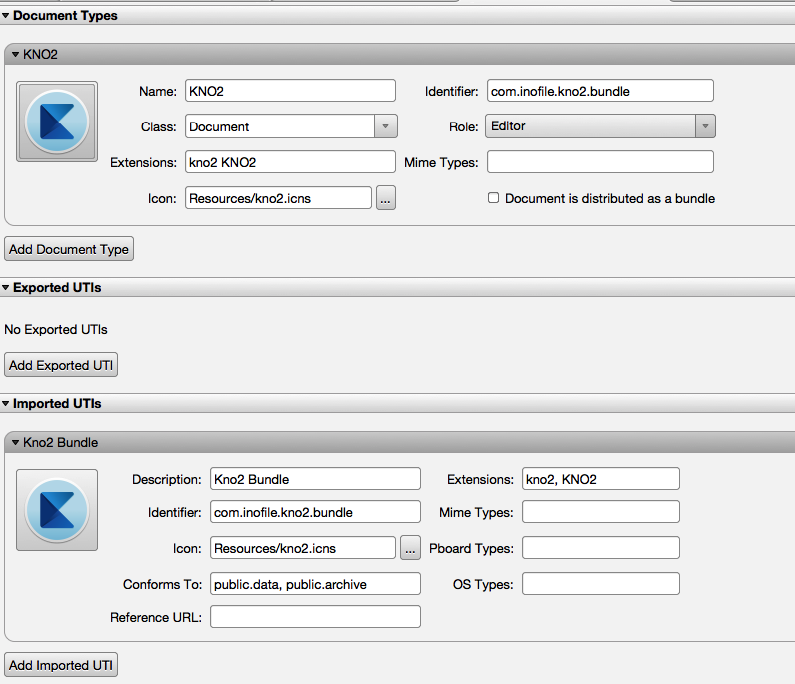 Document Types
KNO2
Name: KNO2 Identifier: com.inofile.kno2.bundle
Class: Document Role: Editor
Extensions: kno2 KNO2 Mime Types:
Icon: Resources/kno2.icns ... Document is distributed as a bundle
Add Document Type
Exported UTIs
No Exported UTIs
Add Exported UTI
Imported UTIs
Kno2 Bundle
Description: Kno2 Bundle Extensions: kno2, KNO2
Identifier: com.inofile.kno2.bundle Mime Types:
Icon: Resources/kno2.icns ... Pboard Types:
Conforms To: public.data, public.archive OS Types:
Reference URL:
Add Imported UTI